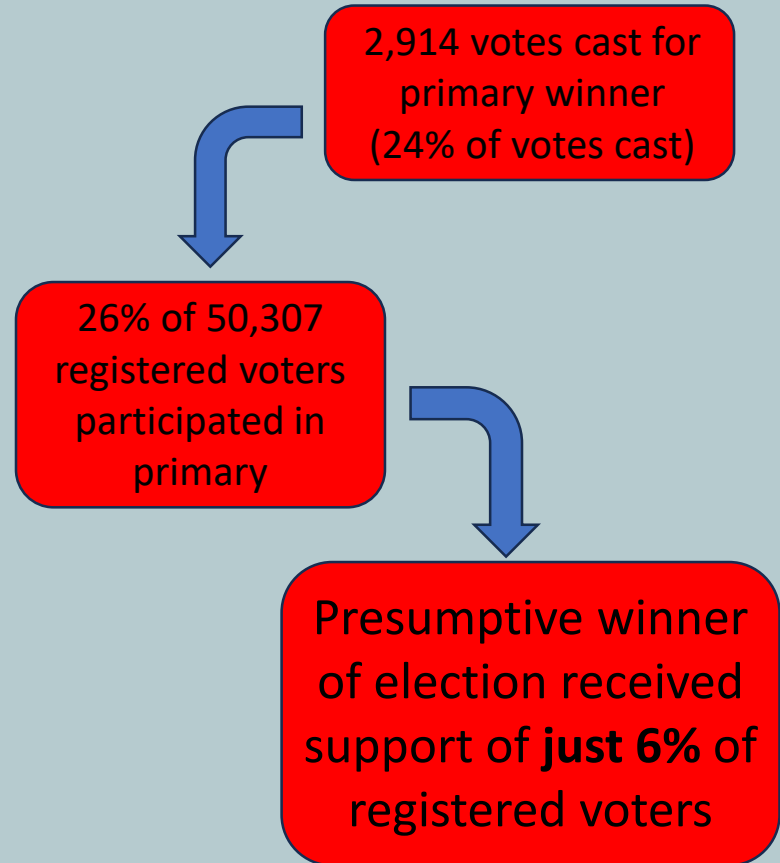 2,914 votes cast for
primary winner
(24% of votes cast)
26% of 50,307
registered voters
participated in
primary
Presumptive winner
of election received
support of just 6% of
registered voters